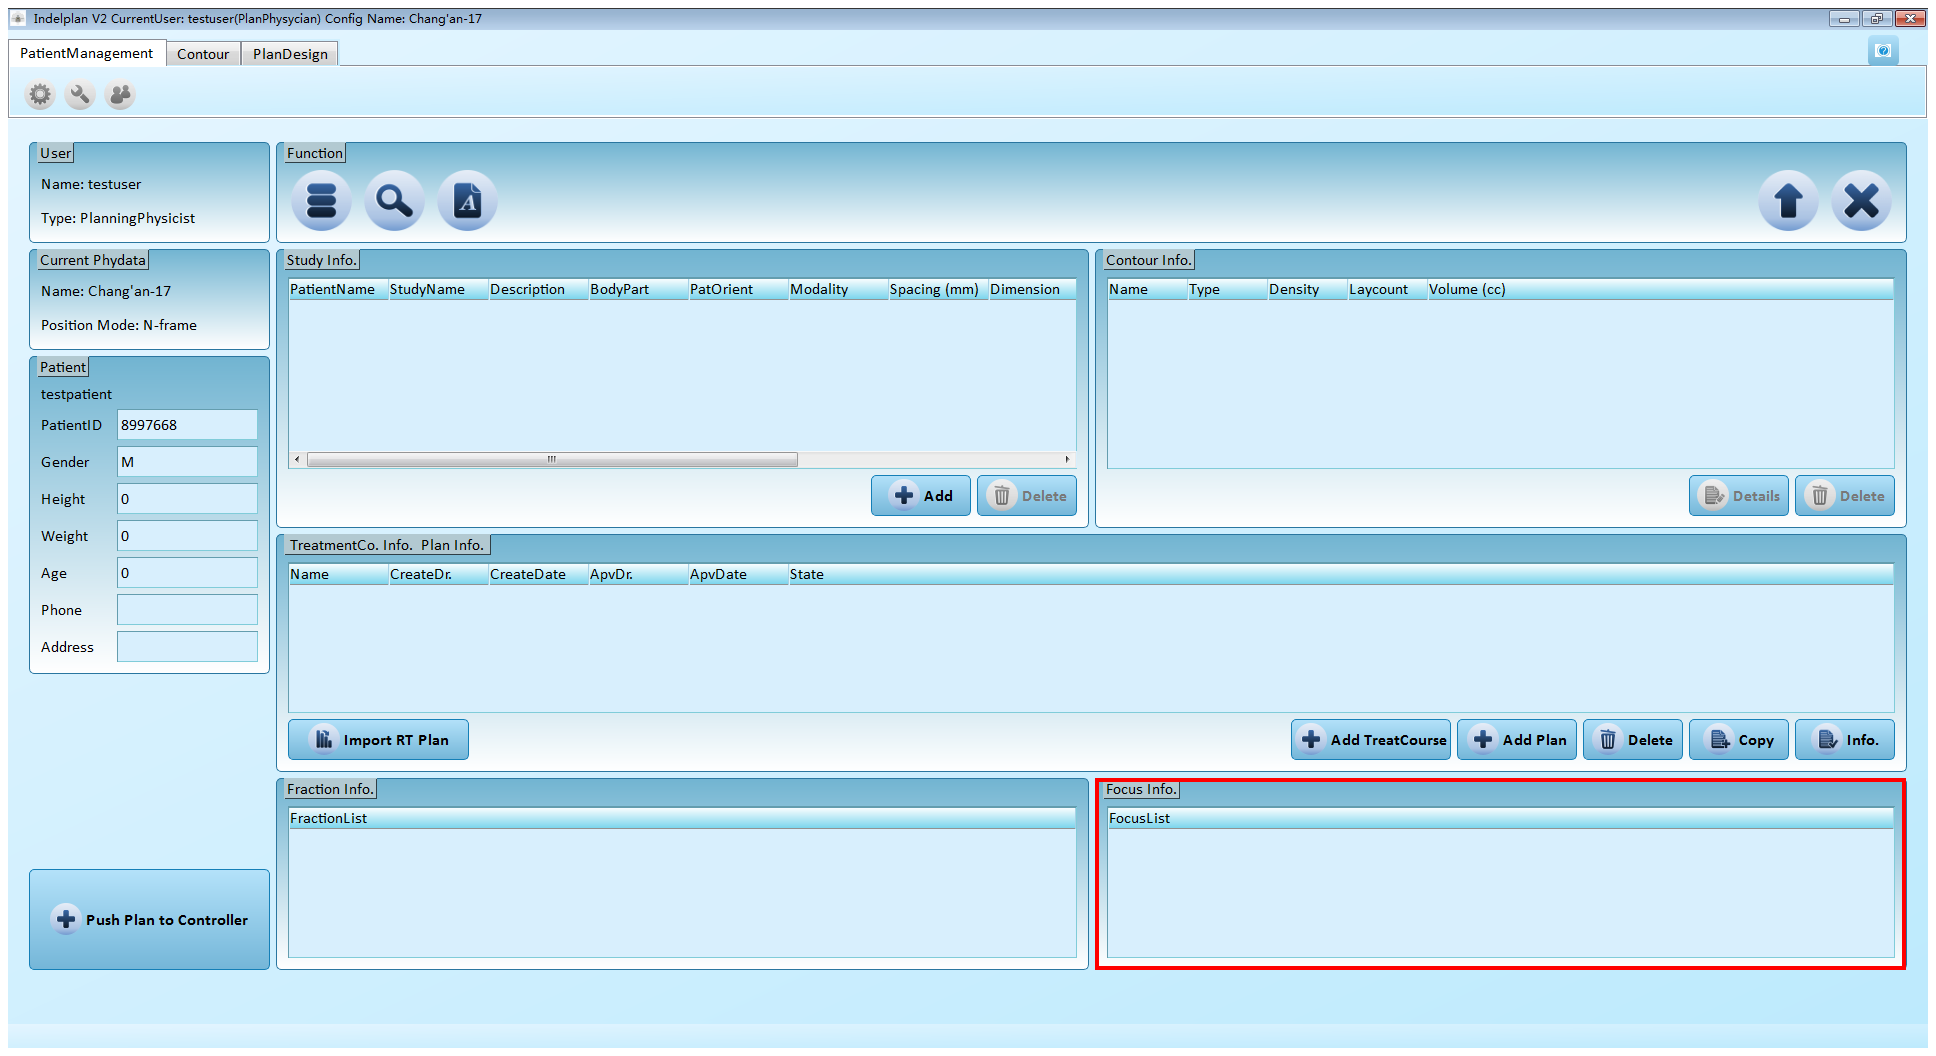 Indelplan V2 CurrentUser: testuser(PlanPhysycian) Config Name: Chang'an-17
PatientManagement Contour PlanDesign
User
Name: testuser
Type: PlanningPhysicist
Function
A
Current Phydata
Name: Chang'an-17
Position Mode: N-frame
Patient
testpatient
PatientID 8997668
Gender M
Height 0
Weight 0
Age 0
Phone
Address
Study Info.
PatientName StudyName Description BodyPart PatOrient Modality Spacing (mm) Dimension
Add Delete
Contour Info.
Name Type Density Laycount Volume (cc)
Details Delete
TreatmentCo. Info. Plan Info.
Name CreateDr. CreateDate ApvDr. ApvDate State
Import RT Plan Add TreatCourse Add Plan Delete Copy Info.
Fraction Info.
FractionList
Focus Info.
FocusList
Push Plan to Controller